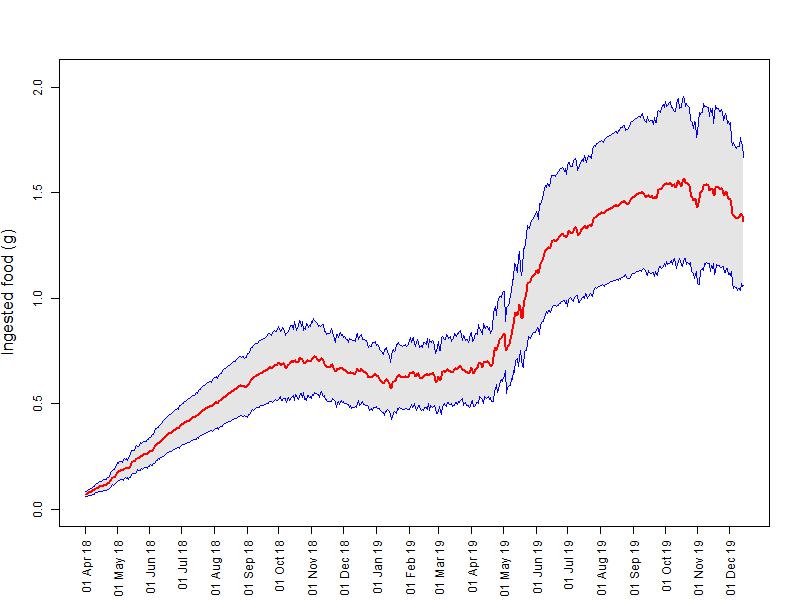 Ingested food (g)
2.0
1.5
1.0
0.5
0.0
01 Apr 18
01 May 18
01 Jun 18
01 Jul 18
01 Aug 18
01 Sep 18
01 Oct 18
01 Nov 18
01 Dec 18
01 Jan 19
01 Feb 19
01 Mar 19
01 Apr 19
01 May 19
01 Jun 19
01 Jul 19
01 Aug 19
01 Sep 19
01 Oct 19
01 Nov 19
01 Dec 19